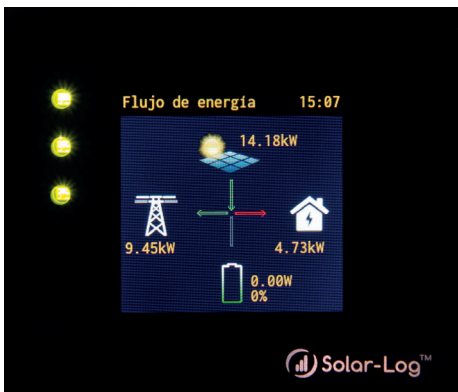 Flujo de energía 15:07
14.18kW
9.45kW 4.73kW
0.00W
0%
Solar-Log™